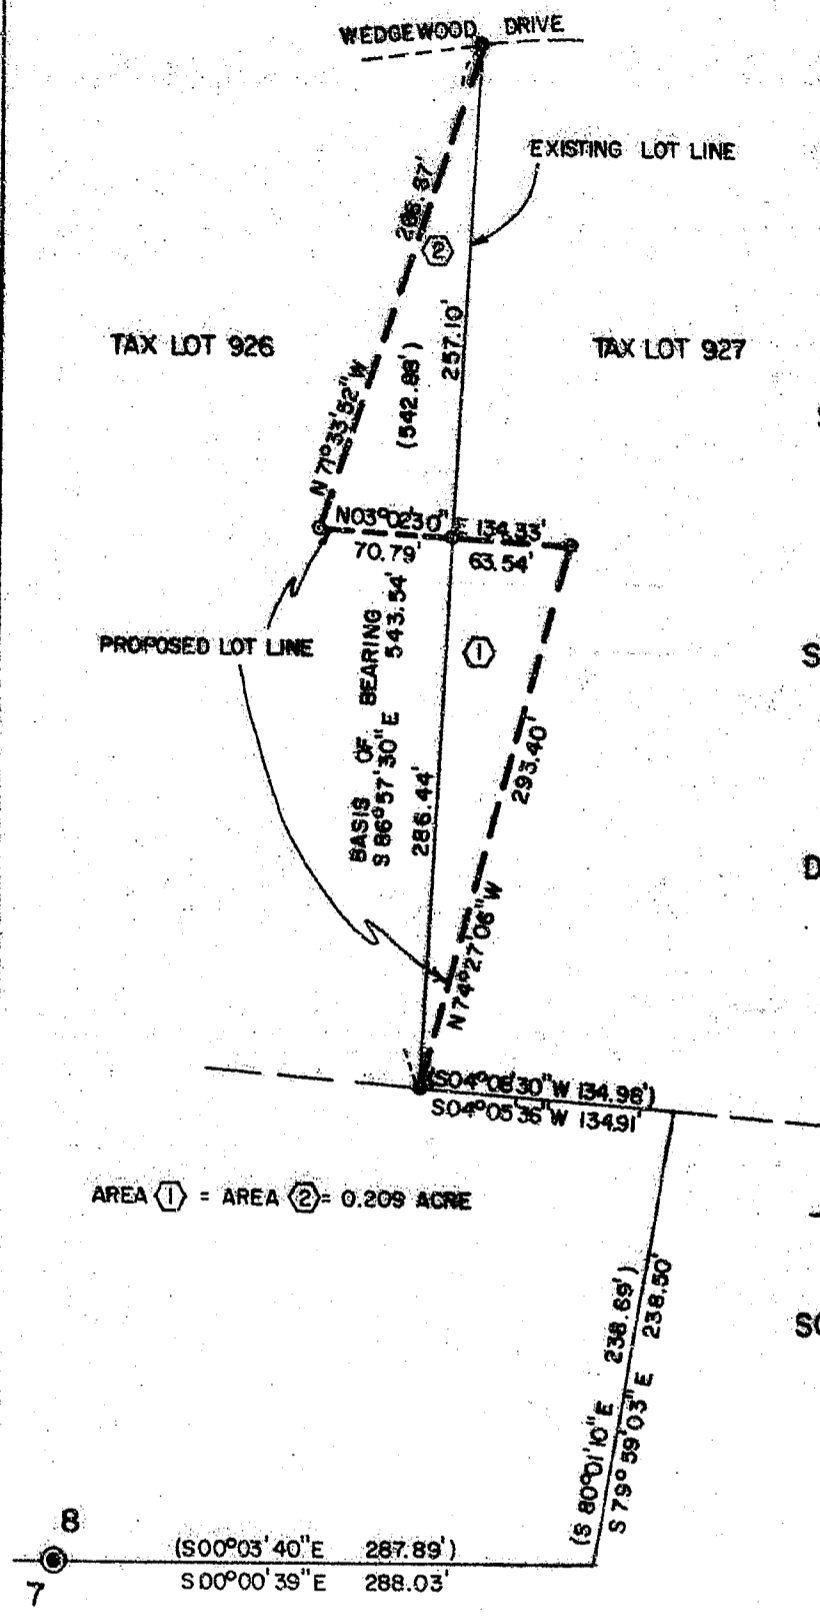 WEDGEWOOD DRIVE
EXISTING LOT LINE
②
TAX LOT 926
TAX LOT 927
257.10'
(542.88')
N 71°33'52" W
N03°02'30" E 134.33'
70.79'
63.54'
PROPOSED LOT LINE
①
BASIS OF BEARING
S 86°57'30" E 543.54'
286.44'
293.40'
N 74°27'06" W
(S04°08'30" W 134.98')
S04°05'36" W 134.91'
AREA ① = AREA ② = 0.209 ACRE
(S 80°01'10" E 238.69')
S 79°59'03" E 238.50'
8
7
(S00°03'40"E 287.89')
S00°00'39"E 288.03'